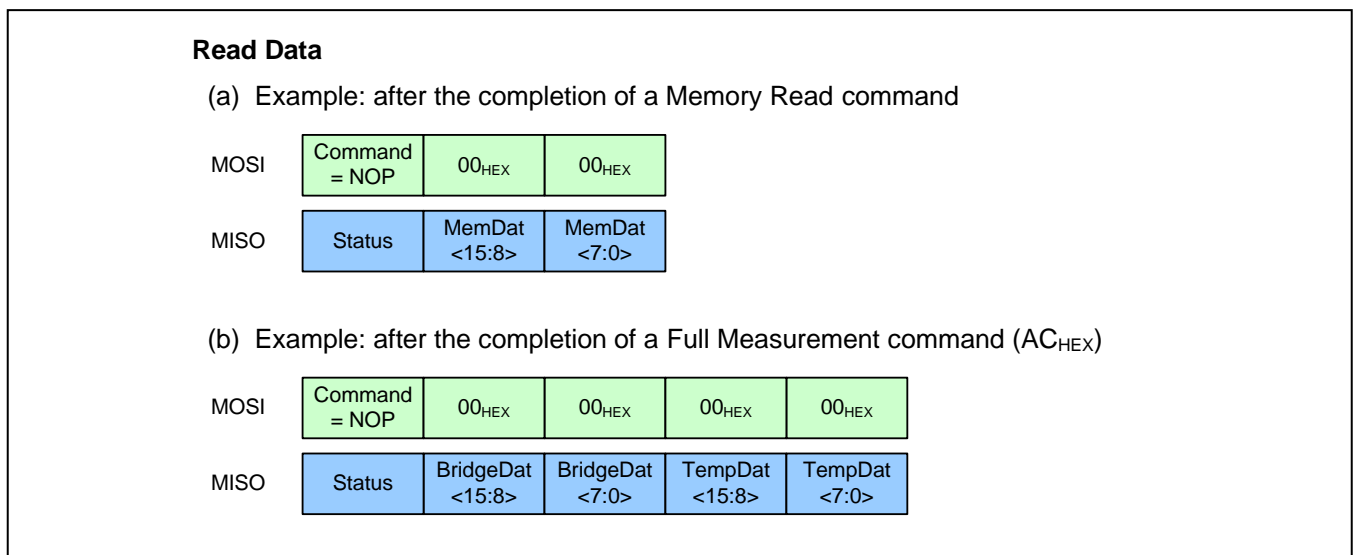 Read Data
(a) Example: after the completion of a Memory Read command
MOSI Command = NOP 00HEX 00HEX
MISO Status MemDat <15:8> MemDat <7:0>
(b) Example: after the completion of a Full Measurement command (ACHEX)
MOSI Command = NOP 00HEX 00HEX 00HEX 00HEX
MISO Status BridgeDat <15:8> BridgeDat <7:0> TempDat <15:8> TempDat <7:0>